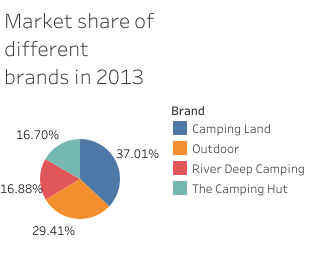 Market share of
different
brands in 2013
Brand
Camping Land
Outdoor
River Deep Camping
The Camping Hut
16.70%
37.01%
16.88%
29.41%